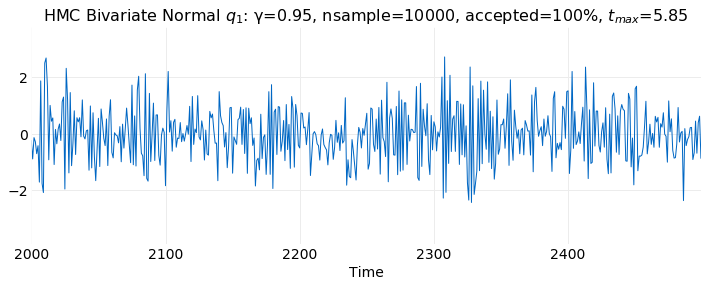 HMC Bivariate Normal q₁: γ=0.95, nsample=10000, accepted=100%, tₘₐₓ=5.85
2
0
−2
2000 2100 2200 2300 2400
Time